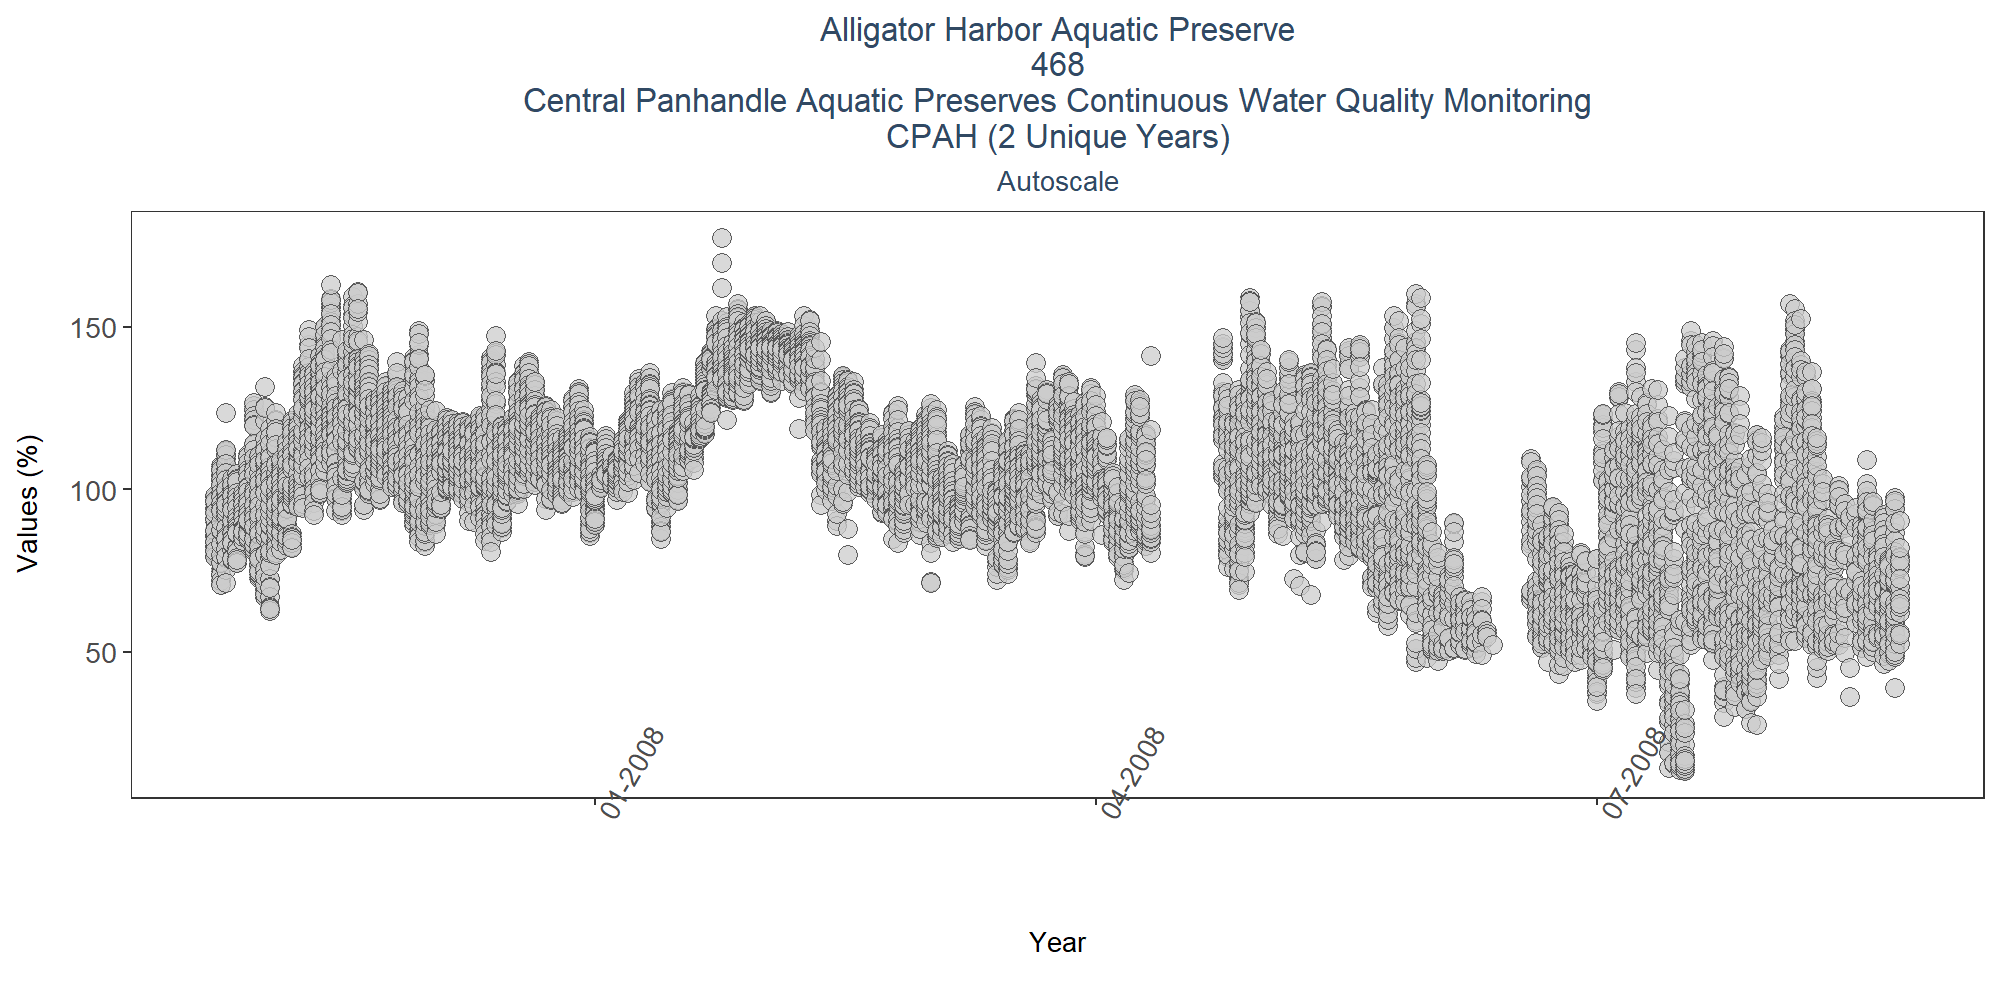 Alligator Harbor Aquatic Preserve
468
Central Panhandle Aquatic Preserves Continuous Water Quality Monitoring
CPAH (2 Unique Years)
Autoscale
Values (%)
150
100
50
01-2008
04-2008
07-2008
Year